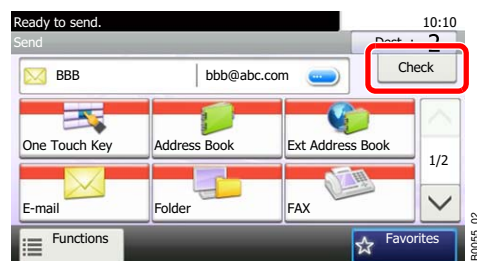 Ready to send. 10:10
Send Dest.: 2
BBB bbb@abc.com Check
One Touch Key Address Book Ext Address Book
1/2
E-mail Folder FAX
Functions Favorites
B0055_02